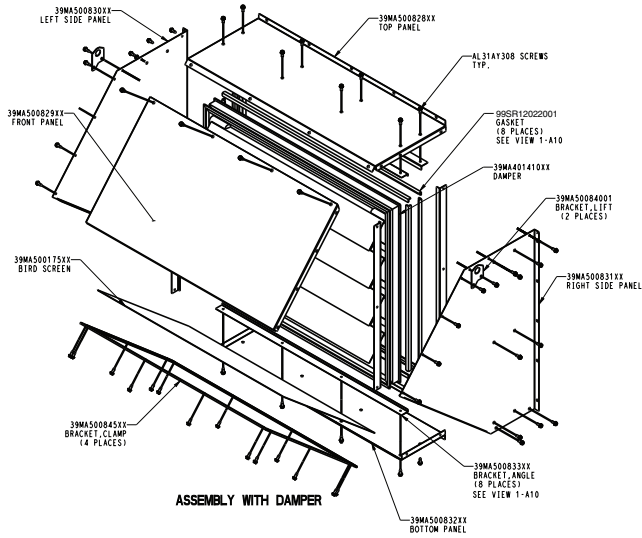 39MA500830XX
LEFT SIDE PANEL
39MA500828XX
TOP PANEL
AL31AY308 SCREWS
TYP.
99SR12022001
GASKET
(8 PLACES)
SEE VIEW 1-A10
39MA500829XX
FRONT PANEL
39MA401410XX
DAMPER
39MA50084001
BRACKET,LIFT
(2 PLACES)
39MA500175XX
BIRD SCREEN
39MA500831XX
RIGHT SIDE PANEL
39MA500845XX
BRACKET,CLAMP
(4 PLACES)
39MA500833XX
BRACKET,ANGLE
(8 PLACES)
SEE VIEW 1-A10
ASSEMBLY WITH DAMPER
39MA500832XX
BOTTOM PANEL